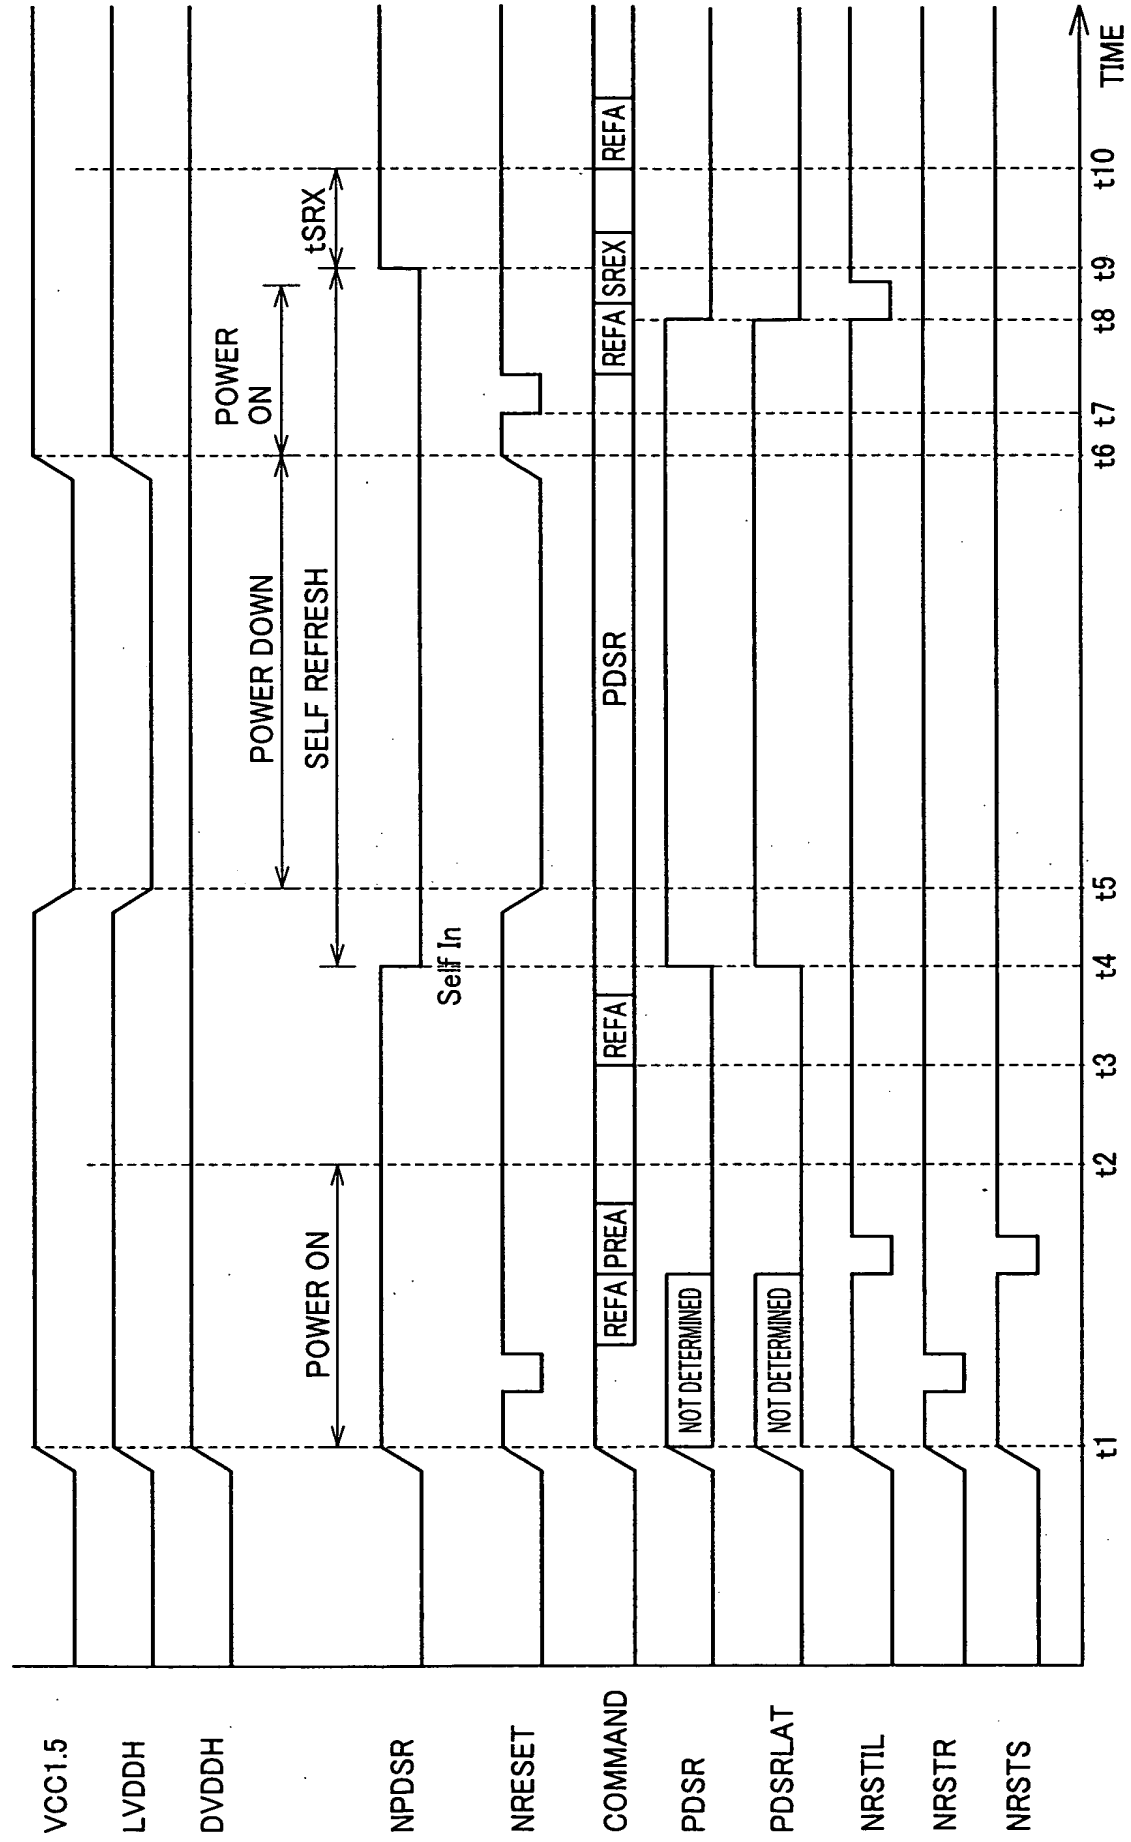 VCC1.5
LVDDH
DVDDH
POWER ON
POWER DOWN
POWER
ON
SELF REFRESH
tSRX
NPDSR
Self In
NRESET
COMMAND
REFA
PREA
REFA
PDSR
REFA
SREX
REFA
PDSR
NOT DETERMINED
PDSRLAT
NOT DETERMINED
NRSTIL
NRSTR
NRSTS
t1
t2
t3
t4
t5
t6
t7
t8
t9
t10
TIME